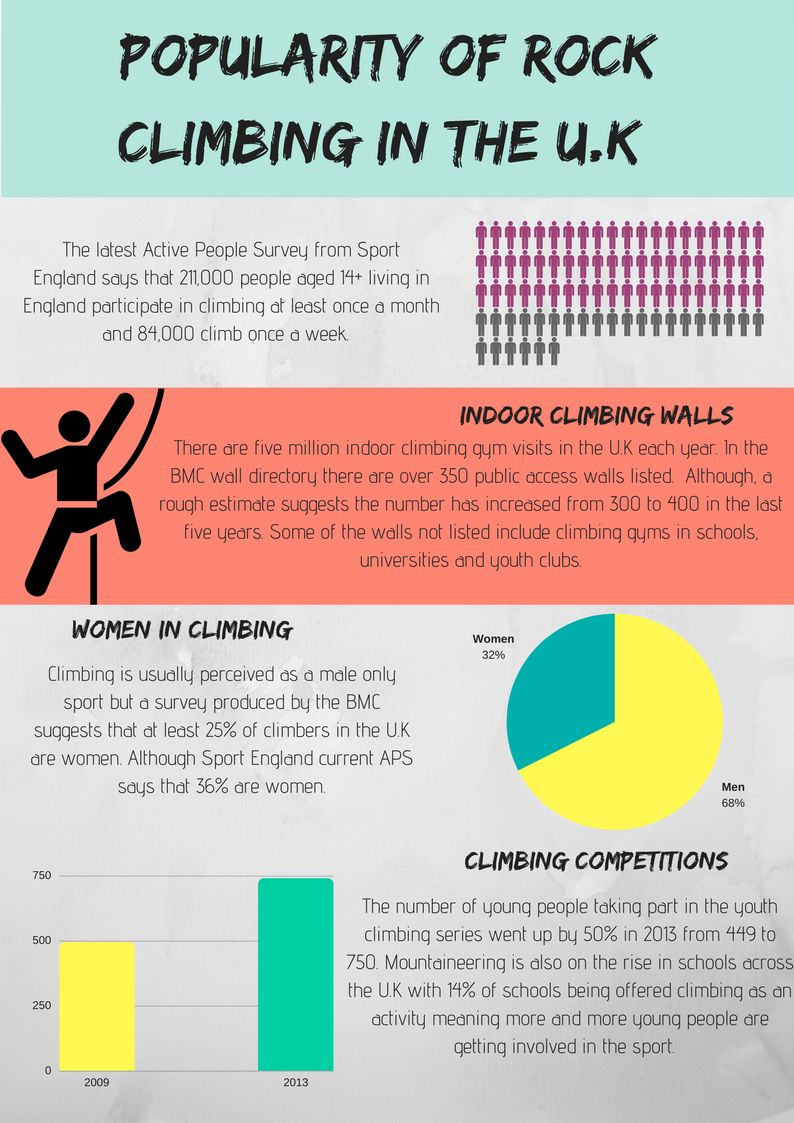 POPULARITY OF ROCK
CLIMBING IN THE U.K
The latest Active People Survey from Sport
England says that 211,000 people aged 14+ living in
England participate in climbing at least once a month
and 84,000 climb once a week.
INDOOR CLIMBING WALLS
There are five million indoor climbing gym visits in the U.K each year. In the
BMC wall directory there are over 350 public access walls listed.  Although, a
rough estimate suggests the number has increased from 300 to 400 in the last
five years. Some of the walls not listed include climbing gyms in schools,
universities and youth clubs.
WOMEN IN CLIMBING
Climbing is usually perceived as a male only
sport but a survey produced by the BMC
suggests that at least 25% of climbers in the U.K
are women. Although Sport England current APS
says that 36% are women.
Women
32%
Men
68%
750
500
250
0
2009
2013
CLIMBING COMPETITIONS
The number of young people taking part in the youth
climbing series went up by 50% in 2013 from 449 to
750. Mountaineering is also on the rise in schools across
the U.K with 14% of schools being offered climbing as an
activity meaning more and more young people are
getting involved in the sport.